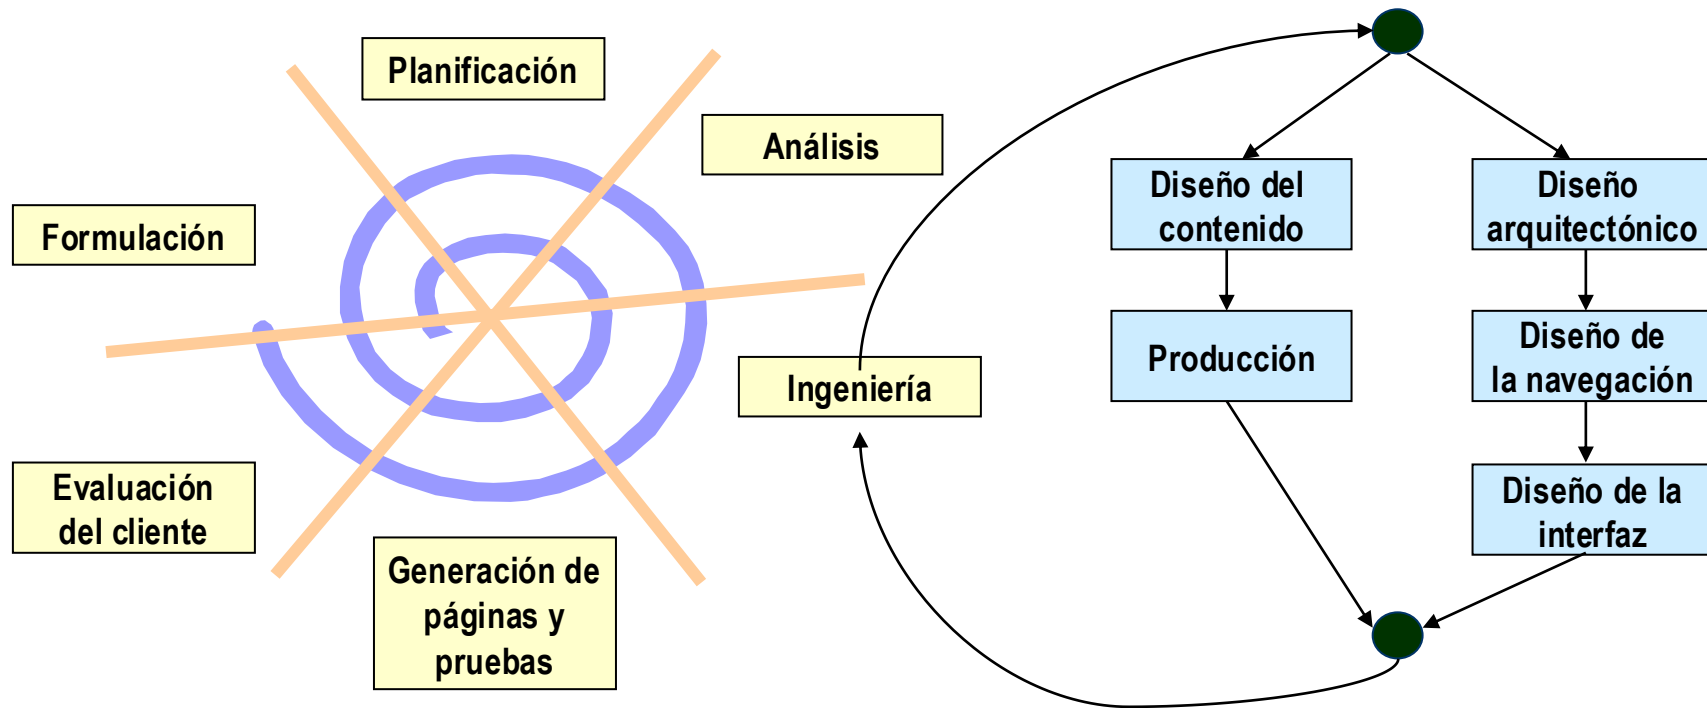 Planificación
Análisis
Formulación
Ingeniería
Evaluación
del cliente
Generación de
páginas y
pruebas
Diseño del
contenido
Producción
Diseño
arquitectónico
Diseño de
la navegación
Diseño de la
interfaz